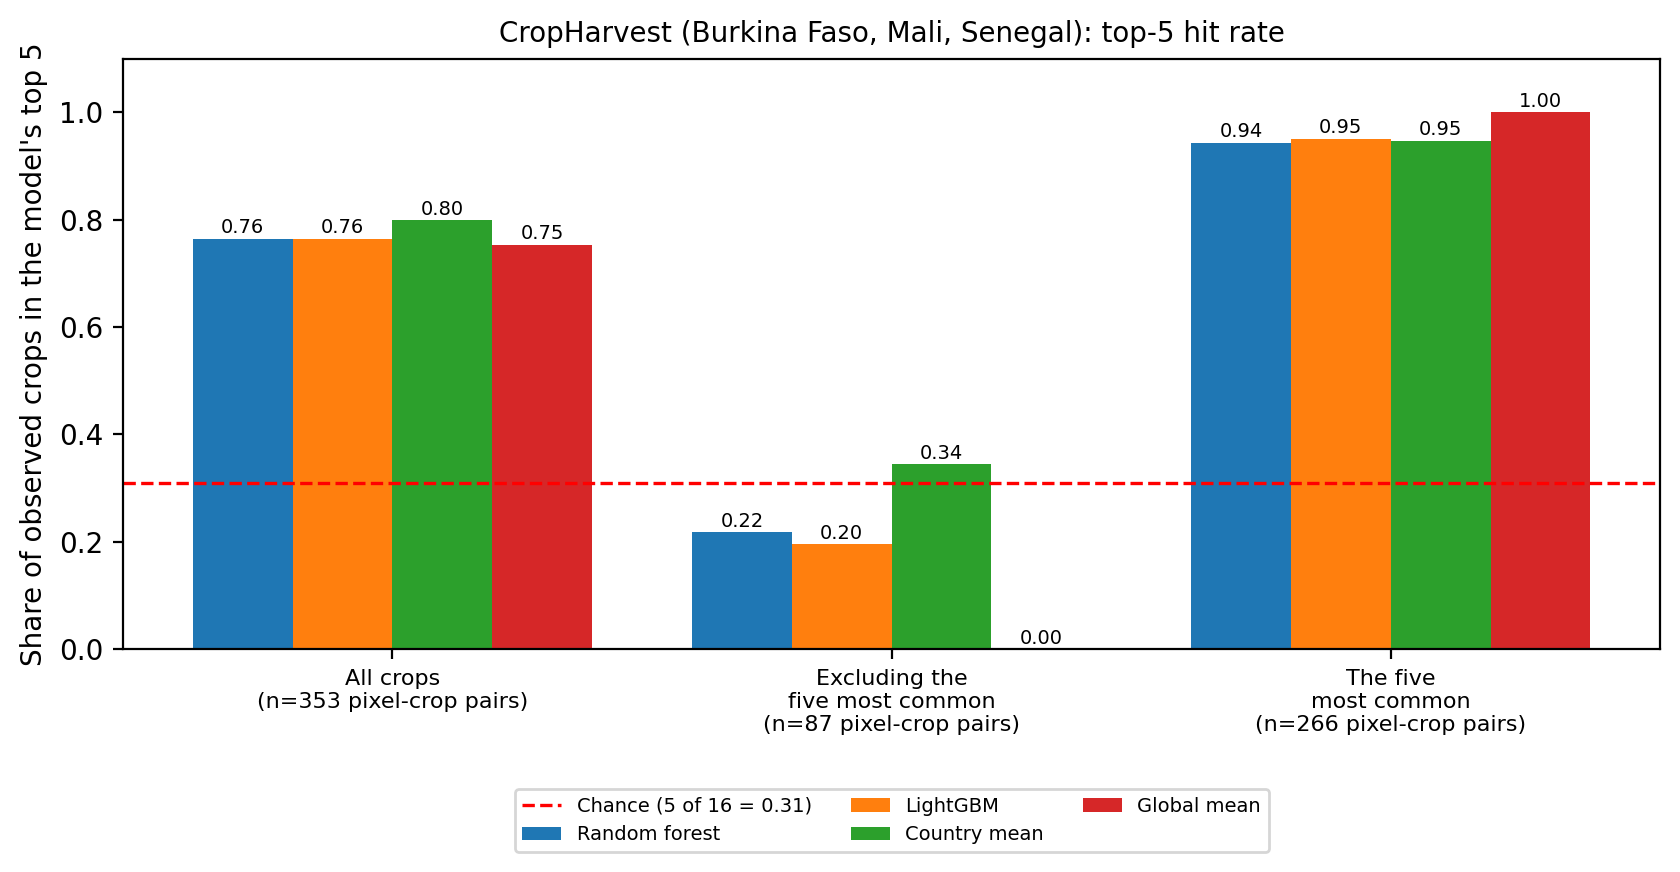 CropHarvest (Burkina Faso, Mali, Senegal): top-5 hit rate
Share of observed crops in the model's top 5
1.0
0.8
0.6
0.4
0.2
0.0
0.76
0.76
0.80
0.75
0.22
0.20
0.34
0.00
0.94
0.95
0.95
1.00
All crops
(n=353 pixel-crop pairs)
Excluding the
five most common
(n=87 pixel-crop pairs)
The five
most common
(n=266 pixel-crop pairs)
Chance (5 of 16 = 0.31)
Random forest
LightGBM
Country mean
Global mean